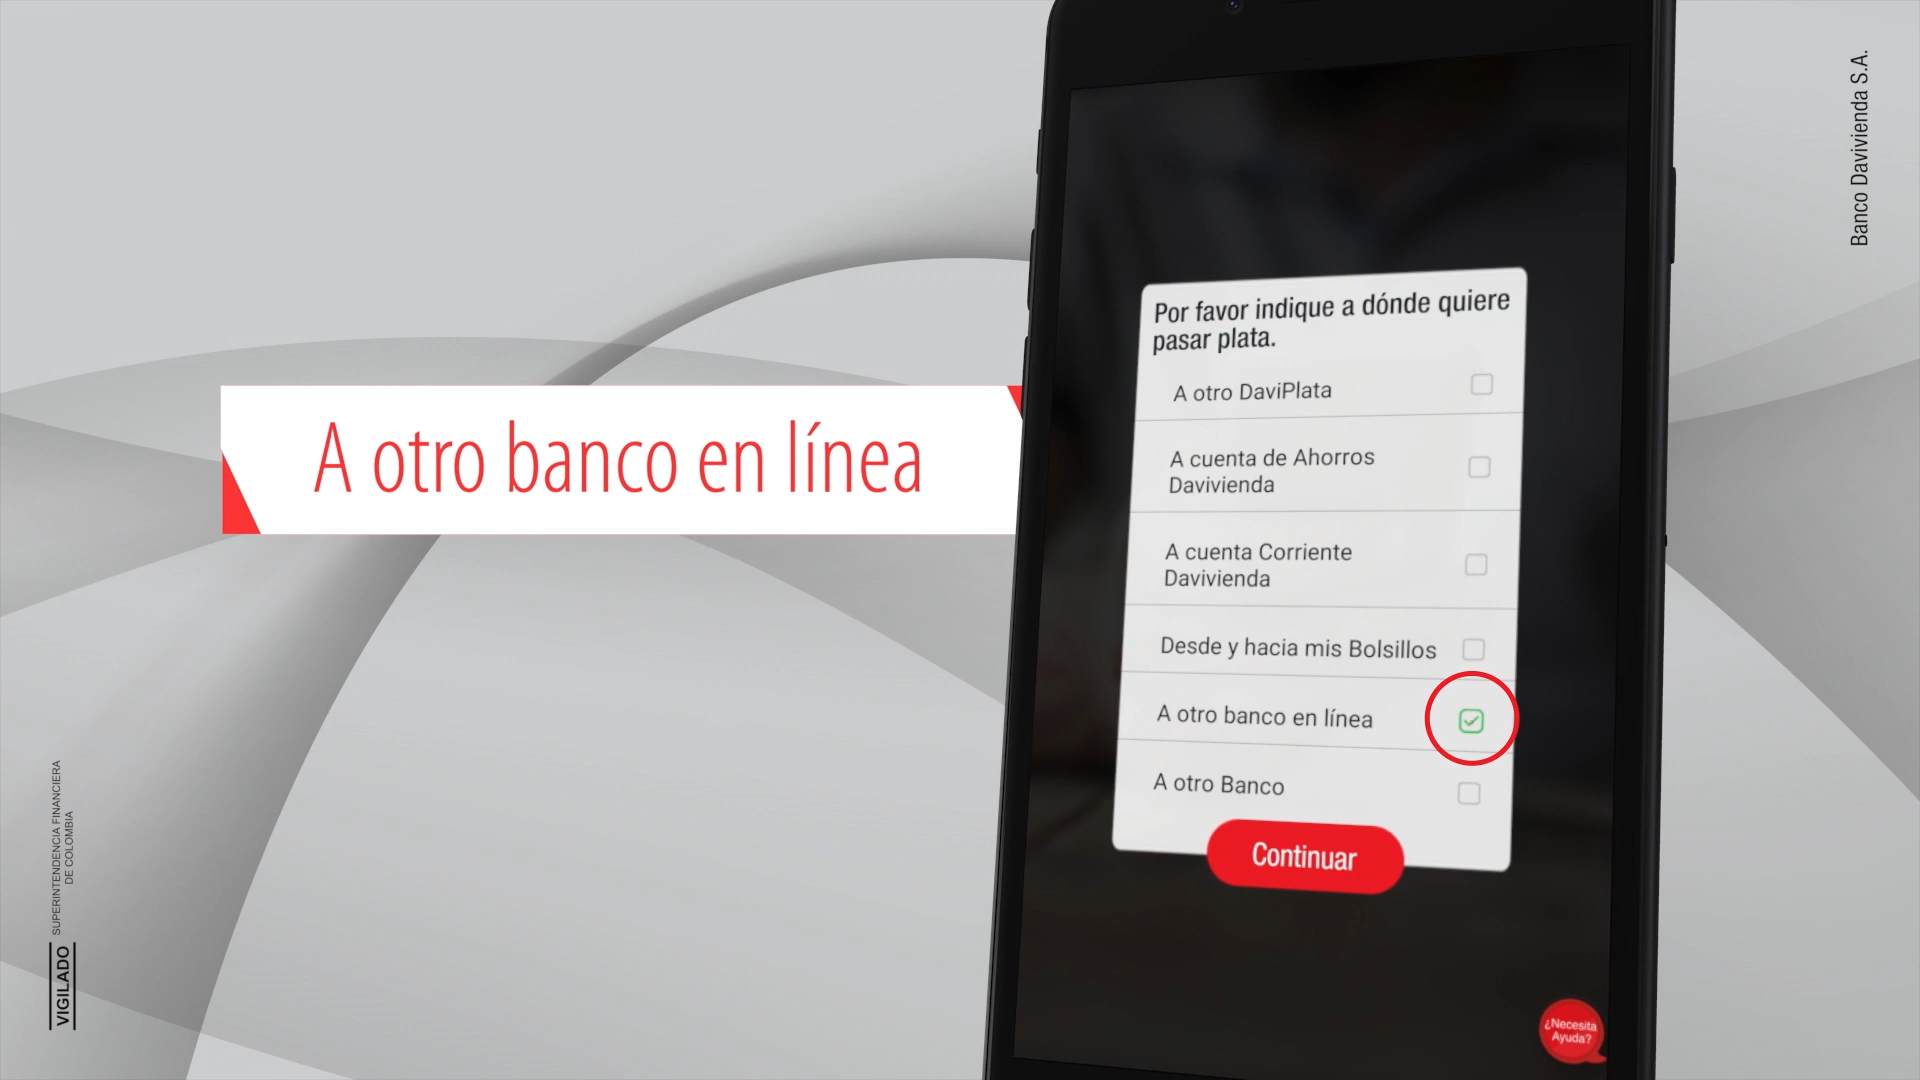 A otro banco en línea
Por favor indique a dónde quiere
pasar plata.
A otro DaviPlata
A cuenta de Ahorros
Davivienda
A cuenta Corriente
Davivienda
Desde y hacia mis Bolsillos
A otro banco en línea
A otro Banco
Continuar
¿Necesita
Ayuda?
Banco Davivienda S.A.
VIGILADO
SUPERINTENDENCIA FINANCIERA
DE COLOMBIA